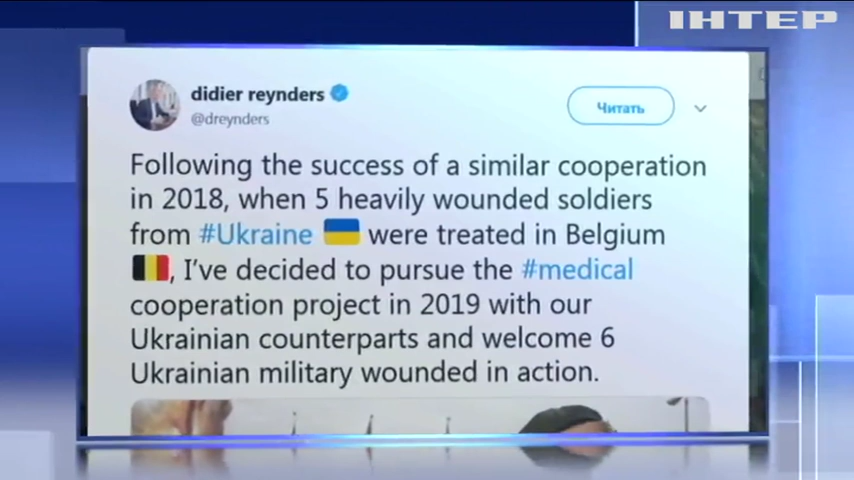 ІНТЕР
didier reynders
@dreynders
Читать
Following the success of a similar cooperation
in 2018, when 5 heavily wounded soldiers
from #Ukraine 🇺🇦 were treated in Belgium
🇧🇪, I've decided to pursue the #medical
cooperation project in 2019 with our
Ukrainian counterparts and welcome 6
Ukrainian military wounded in action.